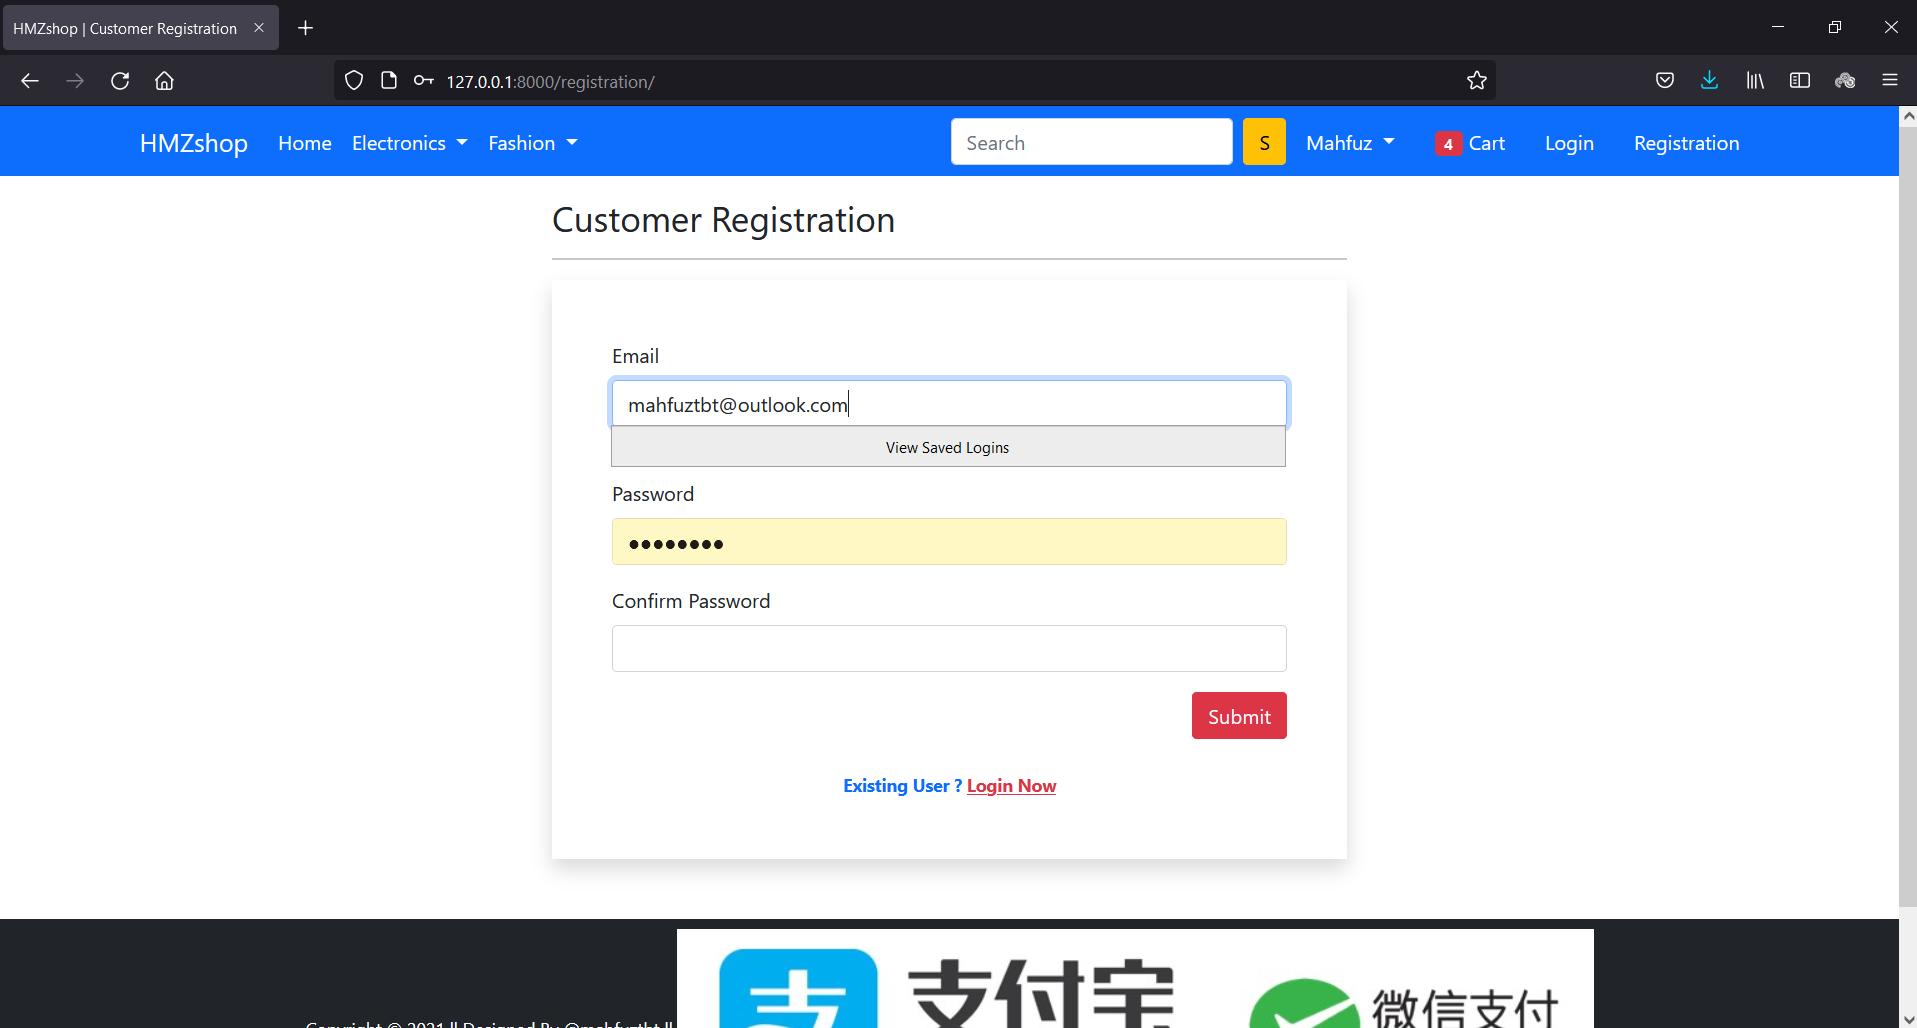 HMZshop | Customer Registration
127.0.0.1:8000/registration/
HMZshop Home Electronics Fashion Search S Mahfuz 4 Cart Login Registration
Customer Registration
Email
mahfuztbt@outlook.com
View Saved Logins
Password
Confirm Password
Submit
Existing User ? Login Now
支 支付宝
微信支付
Copyright © 2021 || Designed By @mahfuztbt ||